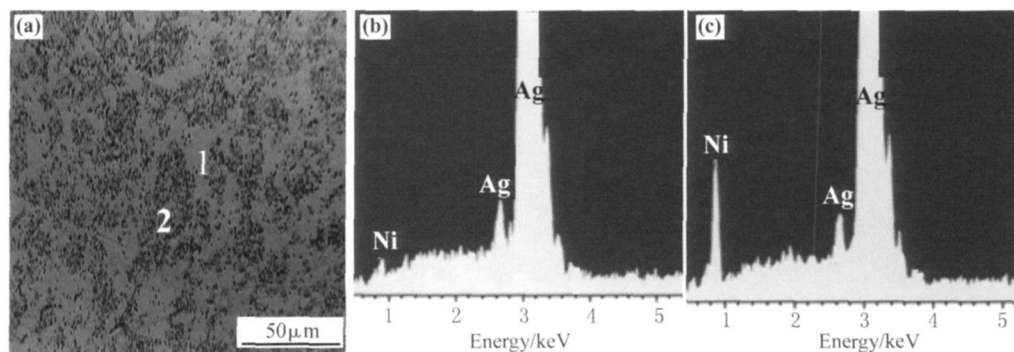 (a)
1
2
50μm
(b)
Ag
Ag
Ni
1 2 3 4 5
Energy/keV
(c)
Ag
Ni
Ag
1 2 3 4 5
Energy/keV